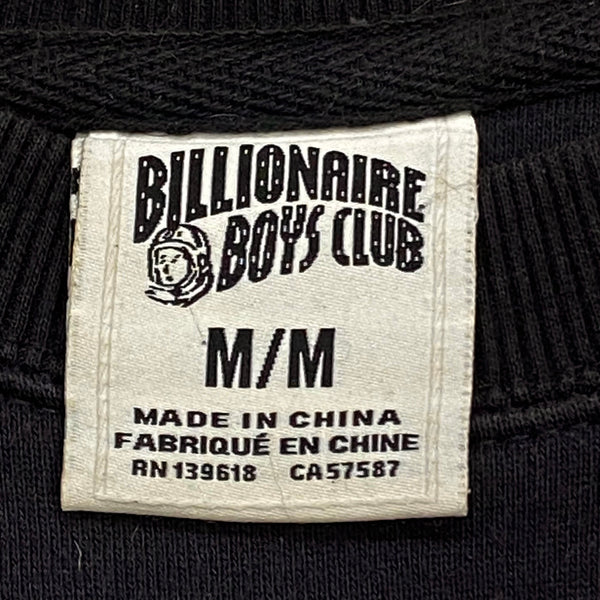 BILLIONAIRE
BOYS CLUB
M/M
MADE IN CHINA
FABRIQUÉ EN CHINE
RN 139618 CA57587